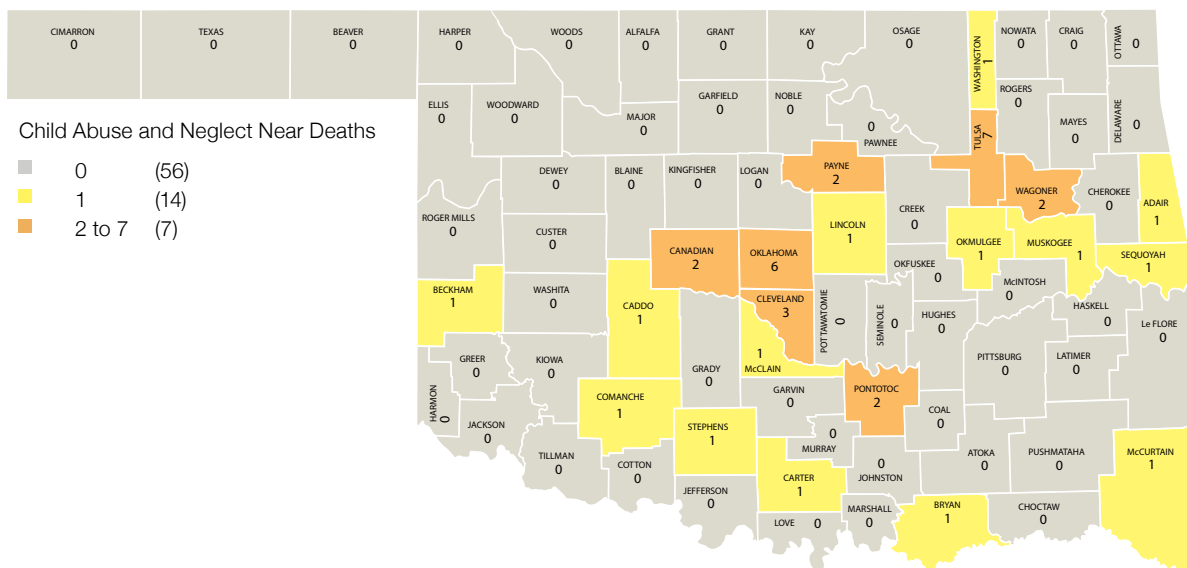 CIMARRON
0
TEXAS
0
BEAVER
0
HARPER
0
WOODS
0
ALFALFA
0
GRANT
0
KAY
0
OSAGE
0
WASHINGTON
1
NOWATA
0
CRAIG
0
OTTAWA
0
ELLIS
0
WOODWARD
0
MAJOR
0
GARFIELD
0
NOBLE
0
0
PAWNEE
TULSA
7
ROGERS
0
MAYES
0
DELAWARE
0
Child Abuse and Neglect Near Deaths
0 (56)
1 (14)
2 to 7 (7)
DEWEY
0
BLAINE
0
KINGFISHER
0
LOGAN
0
PAYNE
2
CREEK
0
WAGONER
2
CHEROKEE
0
ADAIR
1
ROGER MILLS
0
CUSTER
0
CANADIAN
2
OKLAHOMA
6
LINCOLN
1
OKFUSKEE
0
OKMULGEE
1
MUSKOGEE
1
SEQUOYAH
1
BECKHAM
1
WASHITA
0
CADDO
1
CLEVELAND
3
POTTAWATOMIE
0
SEMINOLE
0
HUGHES
0
McINTOSH
0
HASKELL
0
Le FLORE
0
GREER
0
KIOWA
0
GRADY
0
1
McCLAIN
PITTSBURG
0
LATIMER
0
HARMON
0
JACKSON
0
COMANCHE
1
GARVIN
0
PONTOTOC
2
COAL
0
TILLMAN
0
COTTON
0
STEPHENS
1
0
MURRAY
0
JOHNSTON
ATOKA
0
PUSHMATAHA
0
McCURTAIN
1
JEFFERSON
0
CARTER
1
LOVE 0
MARSHALL
0
BRYAN
1
CHOCTAW
0